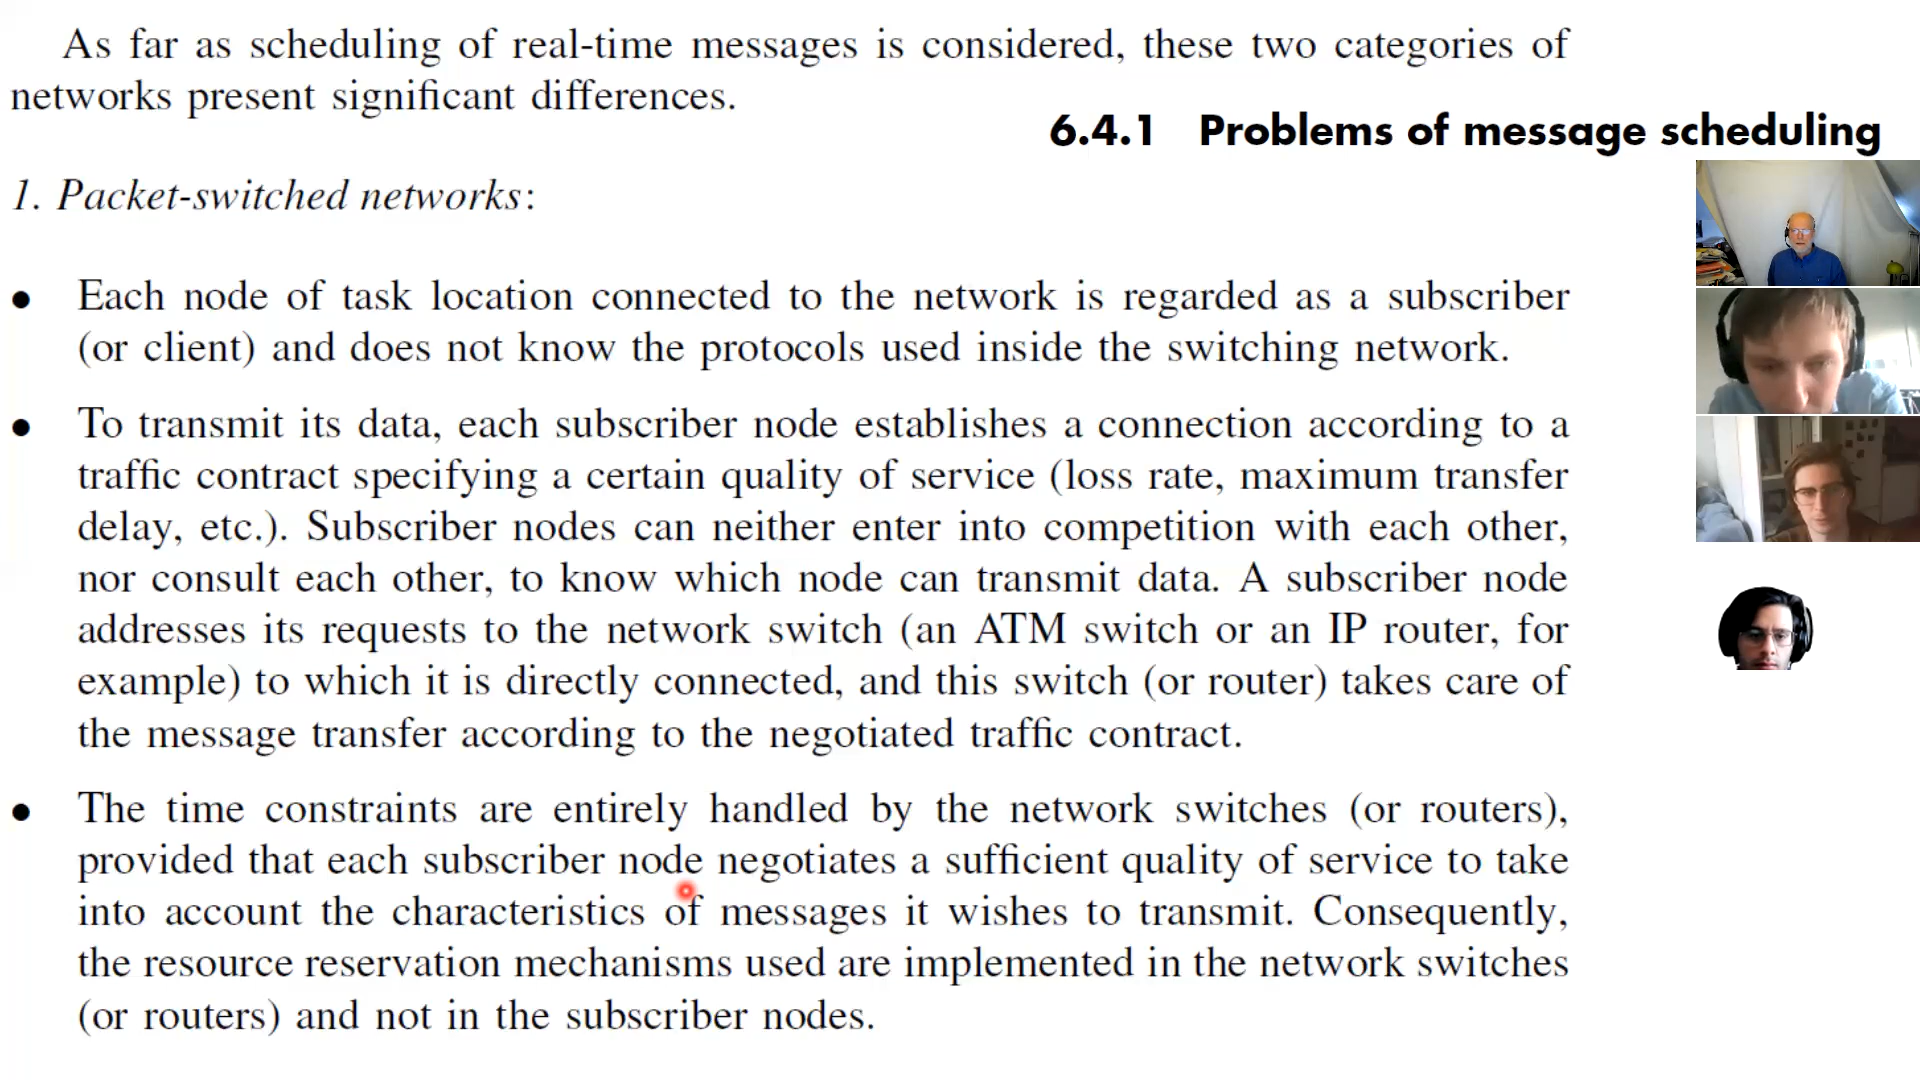 As far as scheduling of real-time messages is considered, these two categories of
networks present significant differences.
6.4.1 Problems of message scheduling
1. Packet-switched networks:
• Each node of task location connected to the network is regarded as a subscriber
(or client) and does not know the protocols used inside the switching network.
• To transmit its data, each subscriber node establishes a connection according to a
traffic contract specifying a certain quality of service (loss rate, maximum transfer
delay, etc.). Subscriber nodes can neither enter into competition with each other,
nor consult each other, to know which node can transmit data. A subscriber node
addresses its requests to the network switch (an ATM switch or an IP router, for
example) to which it is directly connected, and this switch (or router) takes care of
the message transfer according to the negotiated traffic contract.
• The time constraints are entirely handled by the network switches (or routers),
provided that each subscriber node negotiates a sufficient quality of service to take
into account the characteristics of messages it wishes to transmit. Consequently,
the resource reservation mechanisms used are implemented in the network switches
(or routers) and not in the subscriber nodes.